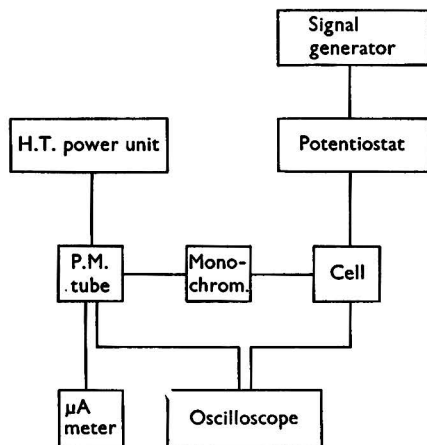 Signal
generator
H.T. power unit
Potentiostat
P.M.
tube
Mono-
chrom.
Cell
μA
meter
Oscilloscope